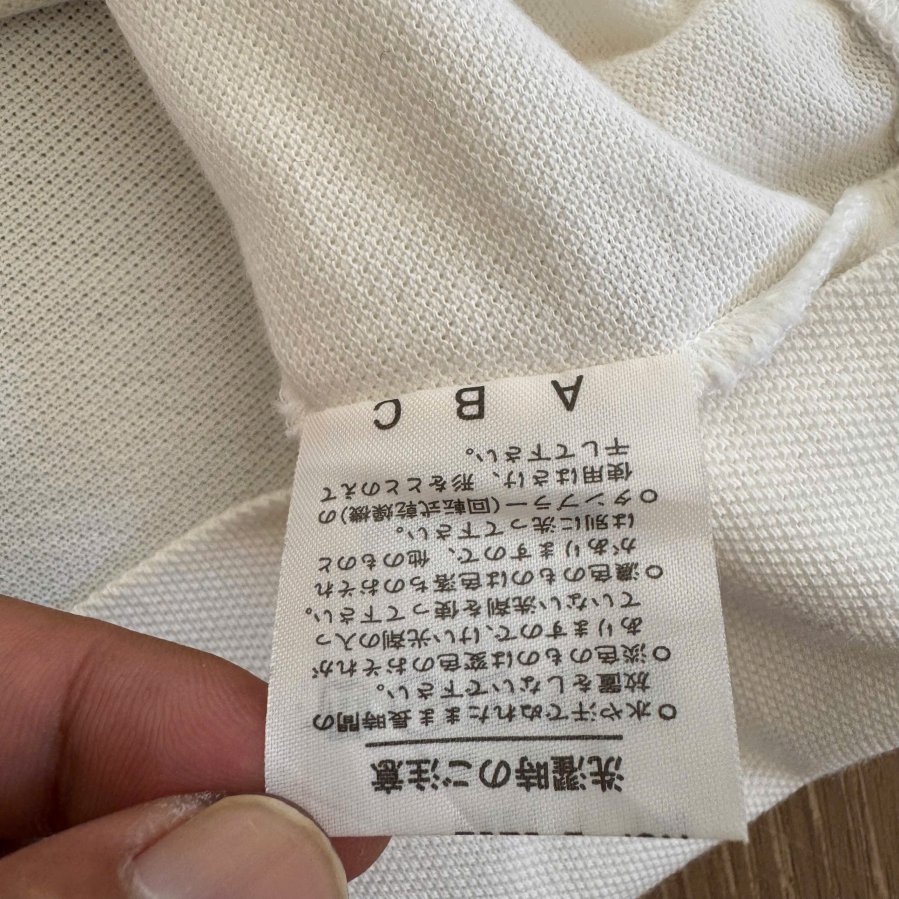 洗濯時のご注意
○水や汗でぬれたまま長時間の
放置をしないで下さい。
○淡色のものは変色のおそれが
ありますので、けい光剤の入っ
ていない洗剤を使って下さい。
○濃色のものは色落ちのおそれ
がありますので、他のものと
は別に洗って下さい。
○タンブラー(回転式乾燥機)の
使用はさけ、形をととのえて
干して下さい。
A B C